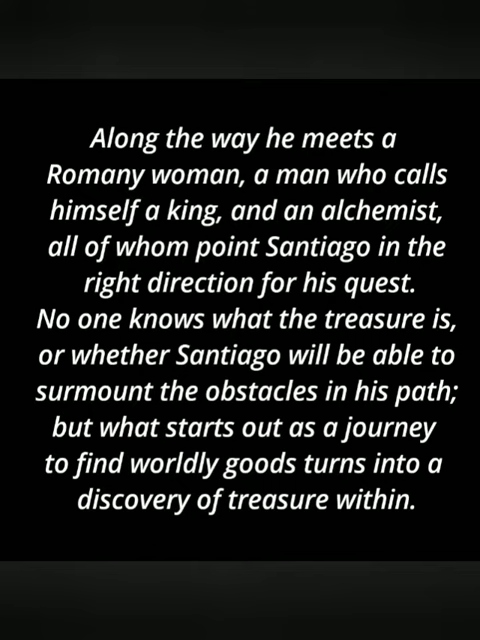 Along the way he meets a
Romany woman, a man who calls
himself a king, and an alchemist,
all of whom point Santiago in the
right direction for his quest.
No one knows what the treasure is,
or whether Santiago will be able to
surmount the obstacles in his path;
but what starts out as a journey
to find worldly goods turns into a
discovery of treasure within.